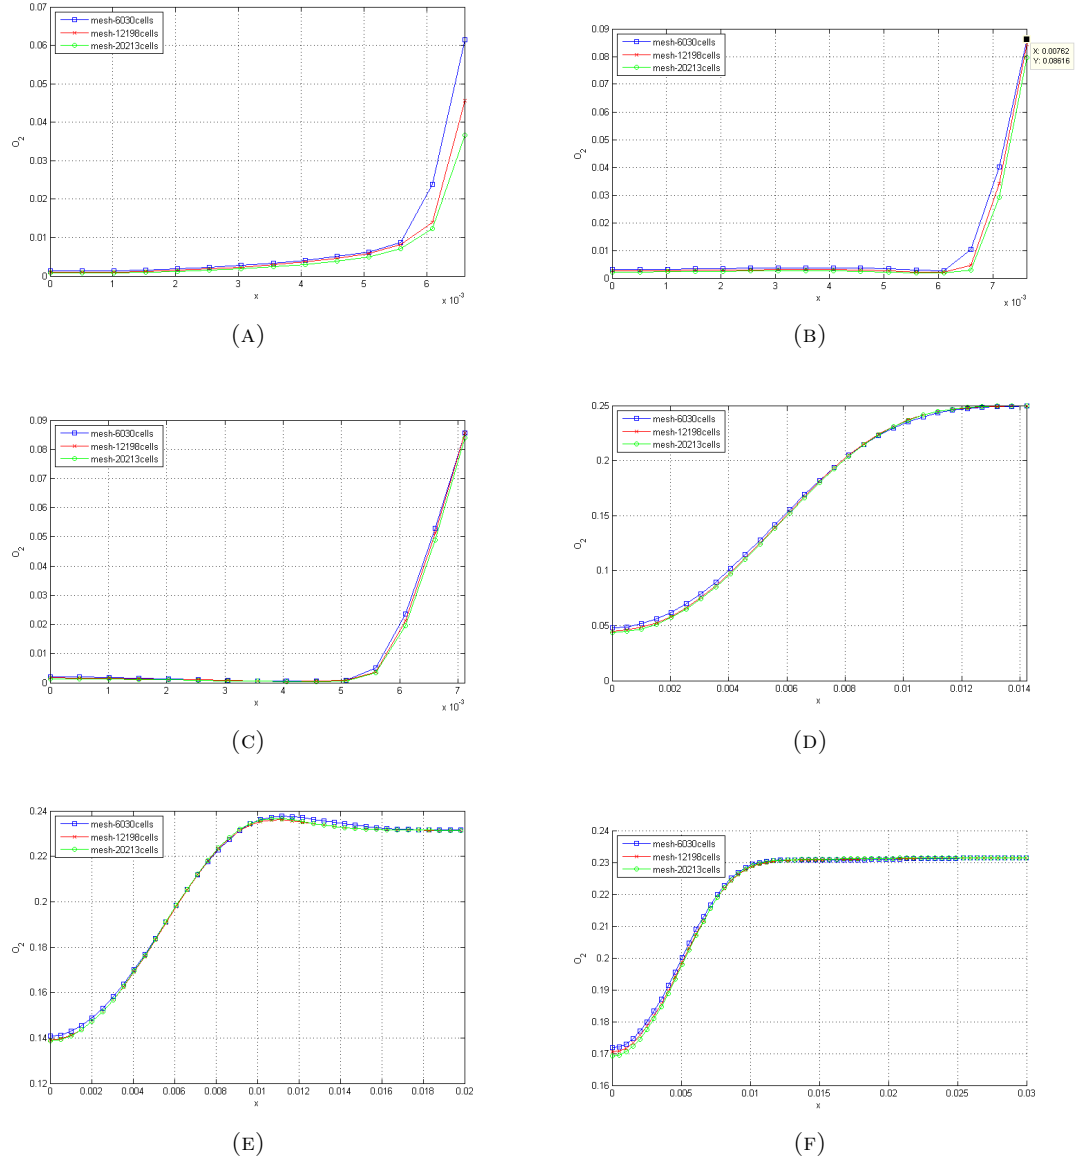 0.07
0.06
0.05
0.04
0.03
0.02
0.01
0
O2
mesh-6030cells
mesh-12198cells
mesh-20213cells
0 1 2 3 4 5 6
x 10-3
x
(A)
0.09
0.08
0.07
0.06
0.05
0.04
0.03
0.02
0.01
0
O2
mesh-6030cells
mesh-12198cells
mesh-20213cells
X: 0.00762
Y: 0.08616
0 1 2 3 4 5 6 7
x 10-3
x
(B)
0.09
0.08
0.07
0.06
0.05
0.04
0.03
0.02
0.01
0
O2
mesh-6030cells
mesh-12198cells
mesh-20213cells
0 1 2 3 4 5 6 7
x 10-3
x
(C)
0.25
0.2
0.15
0.1
0.05
0
O2
mesh-6030cells
mesh-12198cells
mesh-20213cells
0 0.002 0.004 0.006 0.008 0.01 0.012 0.014
x
(D)
0.24
0.22
0.2
0.18
0.16
0.14
0.12
O2
mesh-6030cells
mesh-12198cells
mesh-20213cells
0 0.002 0.004 0.006 0.008 0.01 0.012 0.014 0.016 0.018 0.02
x
(E)
0.24
0.23
0.22
0.21
0.2
0.19
0.18
0.17
0.16
O2
mesh-6030cells
mesh-12198cells
mesh-20213cells
0 0.005 0.01 0.015 0.02 0.025 0.03
x
(F)